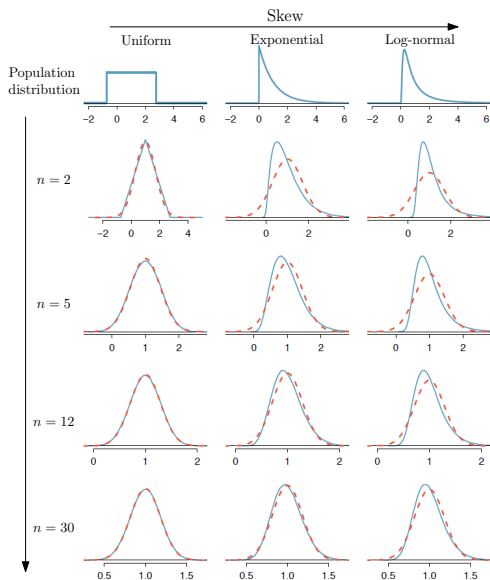 Skew
Uniform Exponential Log-normal
Population
distribution
−2 0 2 4 6 −2 0 2 4 6 −2 0 2 4 6
n = 2
−2 0 2 4 0 2 0 2
n = 5
0 1 2 0 1 2 0 1 2
n = 12
0 1 2 0 1 2 0 1 2
n = 30
0.5 1.0 1.5 0.5 1.0 1.5 0.5 1.0 1.5